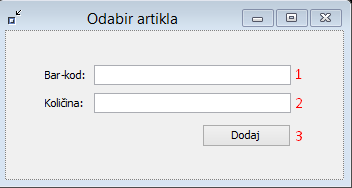 Odabir artikla
Bar-kod: 1
Količina: 2
Dodaj 3